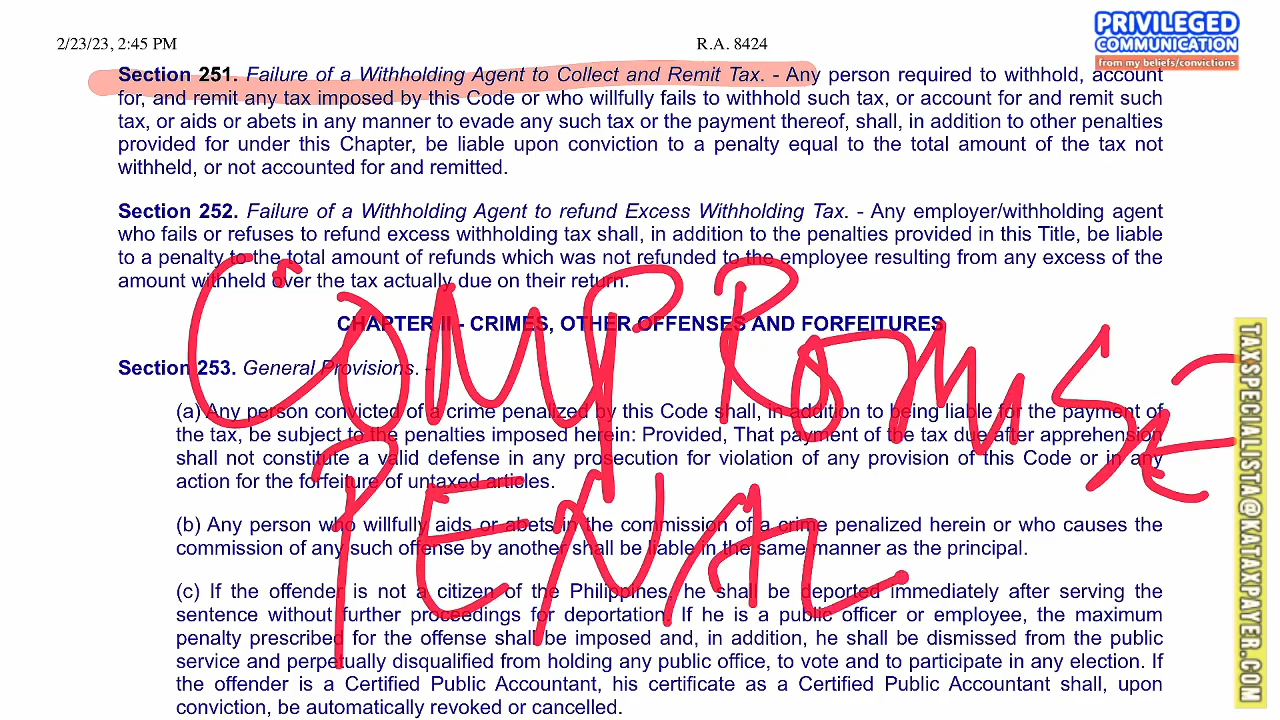 2/23/23, 2:45 PM
R.A. 8424
PRIVILEGED
COMMUNICATION
from my beliefs/convictions
Section 251. Failure of a Withholding Agent to Collect and Remit Tax. - Any person required to withhold, account
for, and remit any tax imposed by this Code or who willfully fails to withhold such tax, or account for and remit such
tax, or aids or abets in any manner to evade any such tax or the payment thereof, shall, in addition to other penalties
provided for under this Chapter, be liable upon conviction to a penalty equal to the total amount of the tax not
withheld, or not accounted for and remitted.
Section 252. Failure of a Withholding Agent to refund Excess Withholding Tax. - Any employer/withholding agent
who fails or refuses to refund excess withholding tax shall, in addition to the penalties provided in this Title, be liable
to a penalty to the total amount of refunds which was not refunded to the employee resulting from any excess of the
amount withheld over the tax actually due on their return.
CHAPTER II - CRIMES, OTHER OFFENSES AND FORFEITURES
Section 253. General Provisions. -
(a) Any person convicted of a crime penalized by this Code shall, in addition to being liable for the payment of
the tax, be subject to the penalties imposed herein: Provided, That payment of the tax due after apprehension
shall not constitute a valid defense in any prosecution for violation of any provision of this Code or in any
action for the forfeiture of untaxed articles.
(b) Any person who willfully aids or abets in the commission of a crime penalized herein or who causes the
commission of any such offense by another shall be liable in the same manner as the principal.
(c) If the offender is not a citizen of the Philippines, he shall be deported immediately after serving the
sentence without further proceedings for deportation. If he is a public officer or employee, the maximum
penalty prescribed for the offense shall be imposed and, in addition, he shall be dismissed from the public
service and perpetually disqualified from holding any public office, to vote and to participate in any election. If
the offender is a Certified Public Accountant, his certificate as a Certified Public Accountant shall, upon
conviction, be automatically revoked or cancelled.
COMPROMISE
PENAL
TAXSPECIALISTA@KATAXPAYER.COM